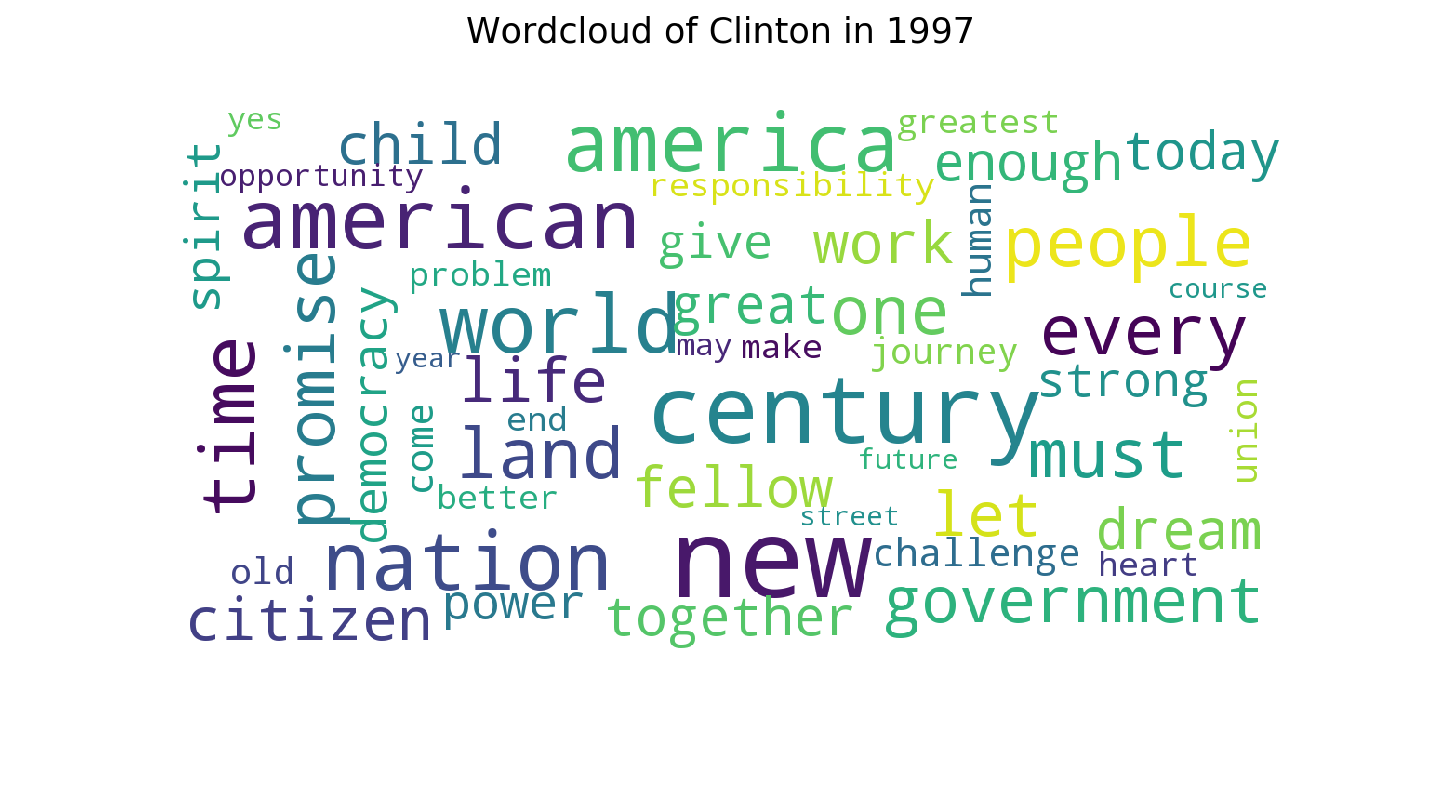 Wordcloud of Clinton in 1997
yes
child
america
greatest
enough
today
spirit
opportunity
responsibility
american
give
work
human
people
promise
problem
course
world
great
one
every
time
democracy
year
may
make
journey
life
strong
century
come
end
land
must
union
future
better
fellow
street
let
dream
nation
new
challenge
heart
old
citizen
power
together
government